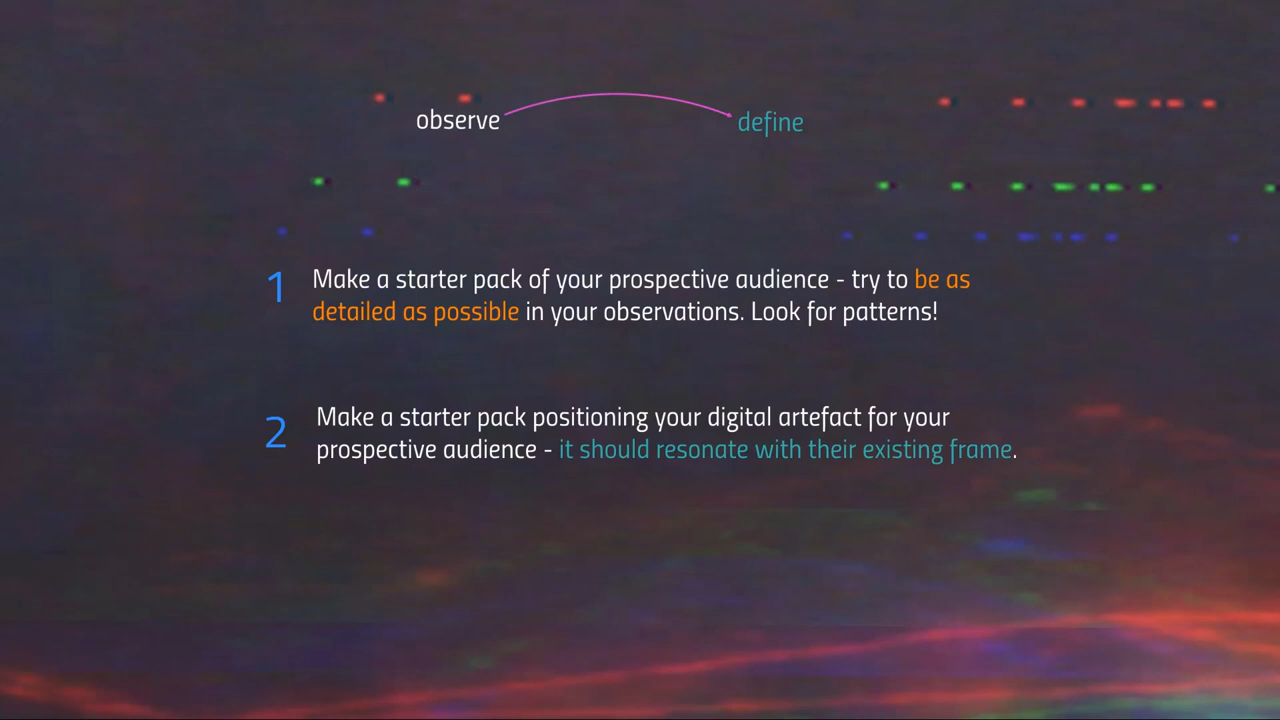 observe
define
1
Make a starter pack of your prospective audience - try to be as
detailed as possible in your observations. Look for patterns!
2
Make a starter pack positioning your digital artefact for your
prospective audience - it should resonate with their existing frame.